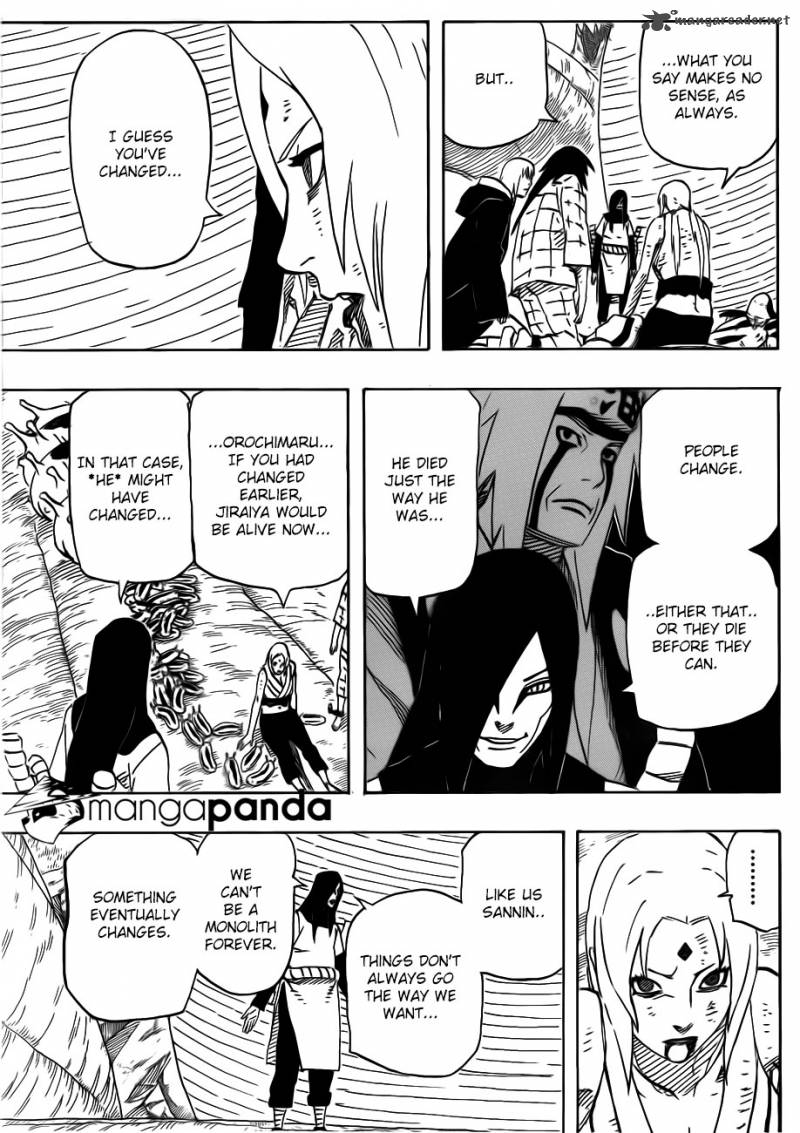 mangareader.net
...WHAT YOU
SAY MAKES NO
SENSE, AS
ALWAYS.
BUT..
I GUESS
YOU'VE
CHANGED...
PEOPLE
CHANGE.
..EITHER THAT..
OR THEY DIE
BEFORE THEY
CAN.
HE DIED
JUST THE
WAY HE
WAS...
...OROCHIMARU...
IF YOU HAD
CHANGED
EARLIER,
JIRAIYA WOULD
BE ALIVE NOW...
IN THAT CASE,
*HE* MIGHT
HAVE
CHANGED...
mangapanda
.........
LIKE US
SANNIN..
THINGS DON'T
ALWAYS GO
THE WAY WE
WANT...
WE
CAN'T
BE A
MONOLITH
FOREVER.
SOMETHING
EVENTUALLY
CHANGES.